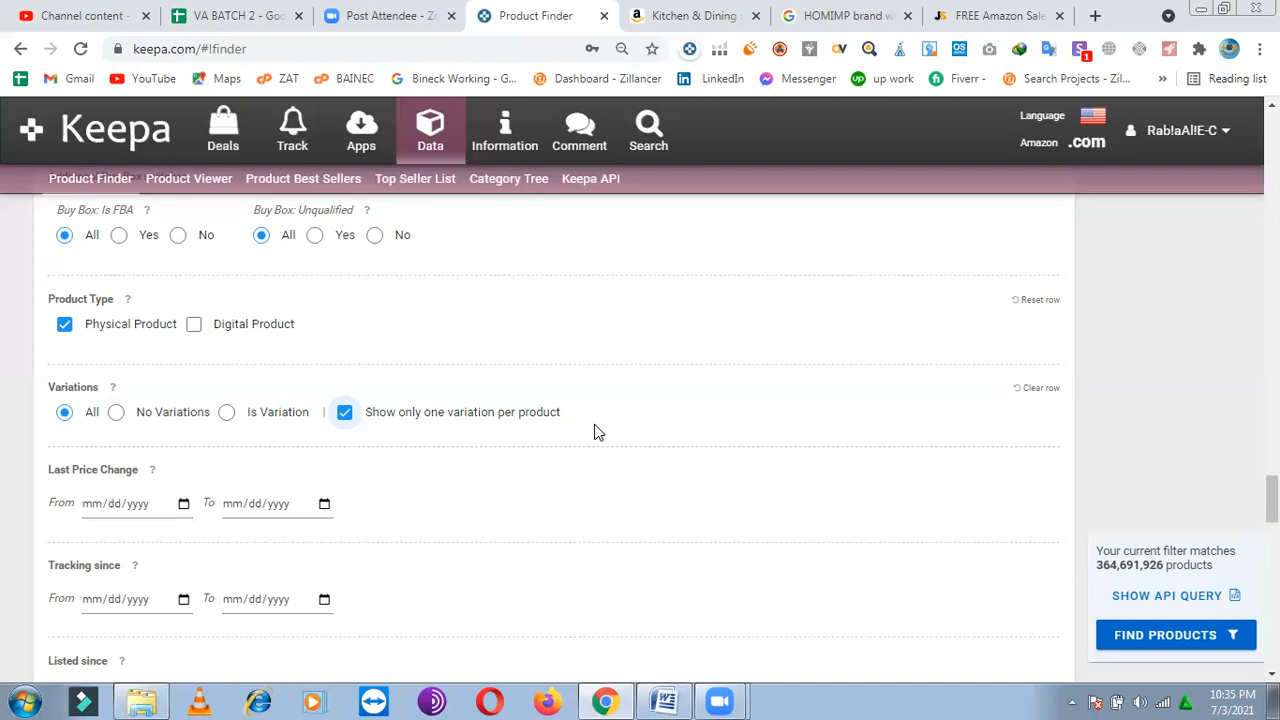 Channel content -
VA BATCH 2 - Goo
Post Attendee - Zo
Product Finder
Kitchen & Dining
HOMIMP brand w
JS FREE Amazon Sale
keepa.com/#!finder
Gmail
YouTube
Maps
ZAT
BAINEC
Bineck Working - G...
Dashboard - Zillancer
LinkedIn
Messenger
up work
Fiverr -
Search Projects - Zil...
»
Reading list
Keepa
Deals
Track
Apps
Data
Information
Comment
Search
Language
Amazon .com
Rab!aAl!E-C
Product Finder
Product Viewer
Product Best Sellers
Top Seller List
Category Tree
Keepa API
Buy Box: Is FBA ?
Buy Box: Unqualified ?
All Yes No
All Yes No
Product Type ?
Reset row
Physical Product
Digital Product
Variations ?
Clear row
All No Variations Is Variation | Show only one variation per product
Last Price Change ?
From mm/dd/yyyy To mm/dd/yyyy
Tracking since ?
From mm/dd/yyyy To mm/dd/yyyy
Listed since ?
Your current filter matches
364,691,926 products
SHOW API QUERY
FIND PRODUCTS
10:35 PM
7/3/2021